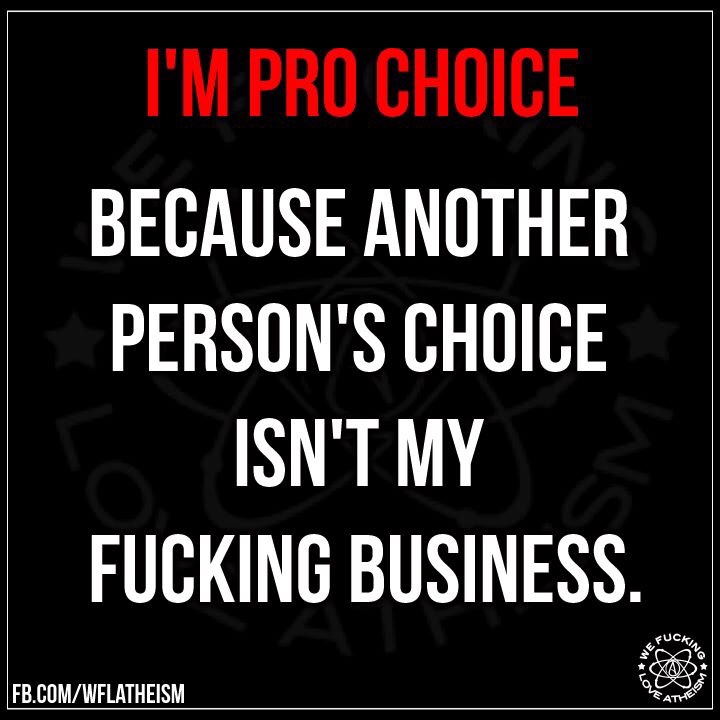 I'M PRO CHOICE
BECAUSE ANOTHER
PERSON'S CHOICE
ISN'T MY
FUCKING BUSINESS.
FB.COM/WFLATHEISM
WE FUCKING
LOVE ATHEISM